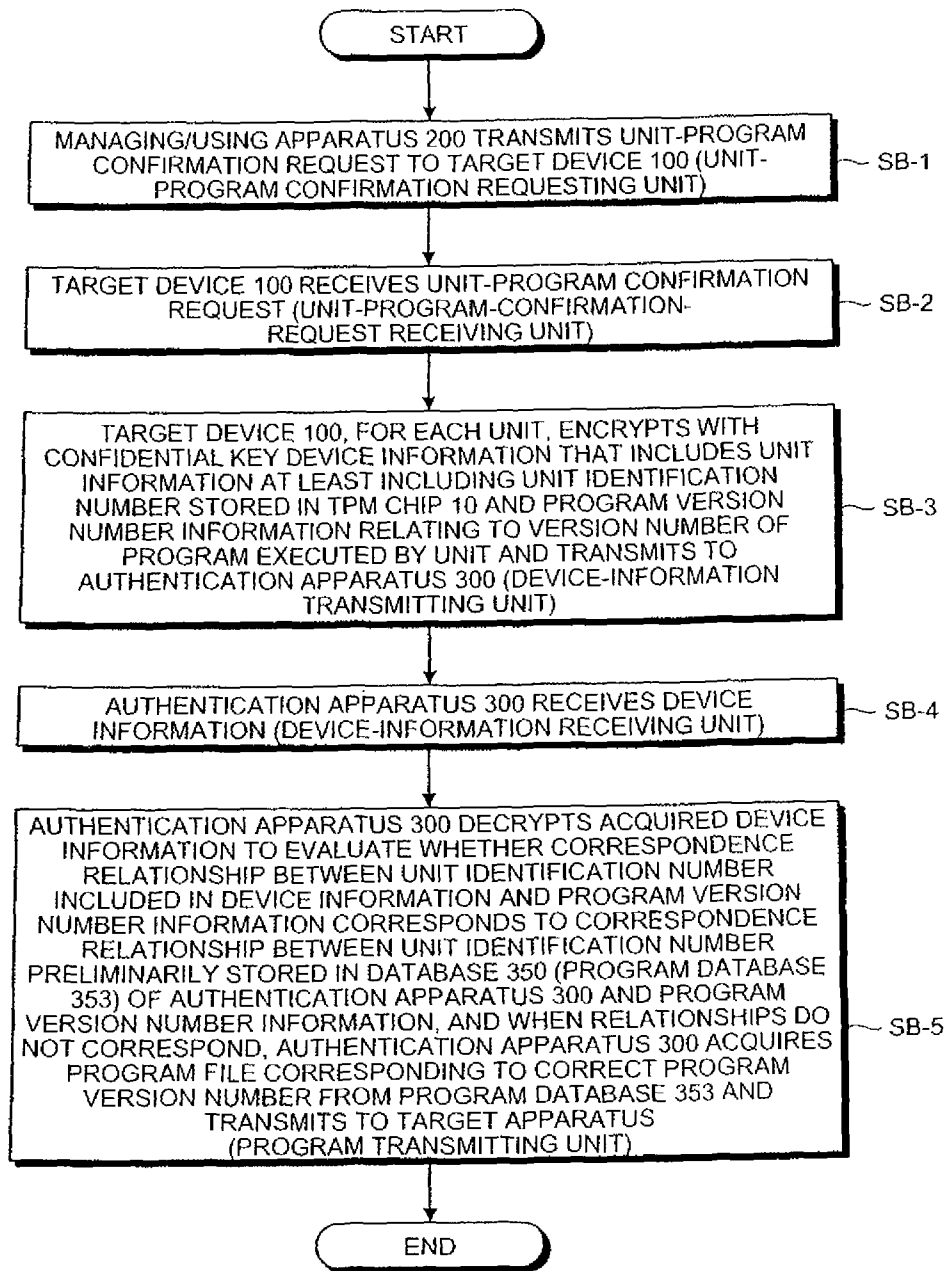 START
MANAGING/USING APPARATUS 200 TRANSMITS UNIT-PROGRAM
CONFIRMATION REQUEST TO TARGET DEVICE 100 (UNIT-
PROGRAM CONFIRMATION REQUESTING UNIT)
SB-1
TARGET DEVICE 100 RECEIVES UNIT-PROGRAM CONFIRMATION
REQUEST (UNIT-PROGRAM-CONFIRMATION-
REQUEST RECEIVING UNIT)
SB-2
TARGET DEVICE 100, FOR EACH UNIT, ENCRYPTS WITH
CONFIDENTIAL KEY DEVICE INFORMATION THAT INCLUDES UNIT
INFORMATION AT LEAST INCLUDING UNIT IDENTIFICATION
NUMBER STORED IN TPM CHIP 10 AND PROGRAM VERSION
NUMBER INFORMATION RELATING TO VERSION NUMBER OF
PROGRAM EXECUTED BY UNIT AND TRANSMITS TO
AUTHENTICATION APPARATUS 300 (DEVICE-INFORMATION
TRANSMITTING UNIT)
SB-3
AUTHENTICATION APPARATUS 300 RECEIVES DEVICE
INFORMATION (DEVICE-INFORMATION RECEIVING UNIT)
SB-4
AUTHENTICATION APPARATUS 300 DECRYPTS ACQUIRED DEVICE
INFORMATION TO EVALUATE WHETHER CORRESPONDENCE
RELATIONSHIP BETWEEN UNIT IDENTIFICATION NUMBER
INCLUDED IN DEVICE INFORMATION AND PROGRAM VERSION
NUMBER INFORMATION CORRESPONDS TO CORRESPONDENCE
RELATIONSHIP BETWEEN UNIT IDENTIFICATION NUMBER
PRELIMINARILY STORED IN DATABASE 350 (PROGRAM DATABASE
353) OF AUTHENTICATION APPARATUS 300 AND PROGRAM
VERSION NUMBER INFORMATION, AND WHEN RELATIONSHIPS DO
NOT CORRESPOND, AUTHENTICATION APPARATUS 300 ACQUIRES
PROGRAM FILE CORRESPONDING TO CORRECT PROGRAM
VERSION NUMBER FROM PROGRAM DATABASE 353 AND
TRANSMITS TO TARGET APPARATUS
(PROGRAM TRANSMITTING UNIT)
SB-5
END